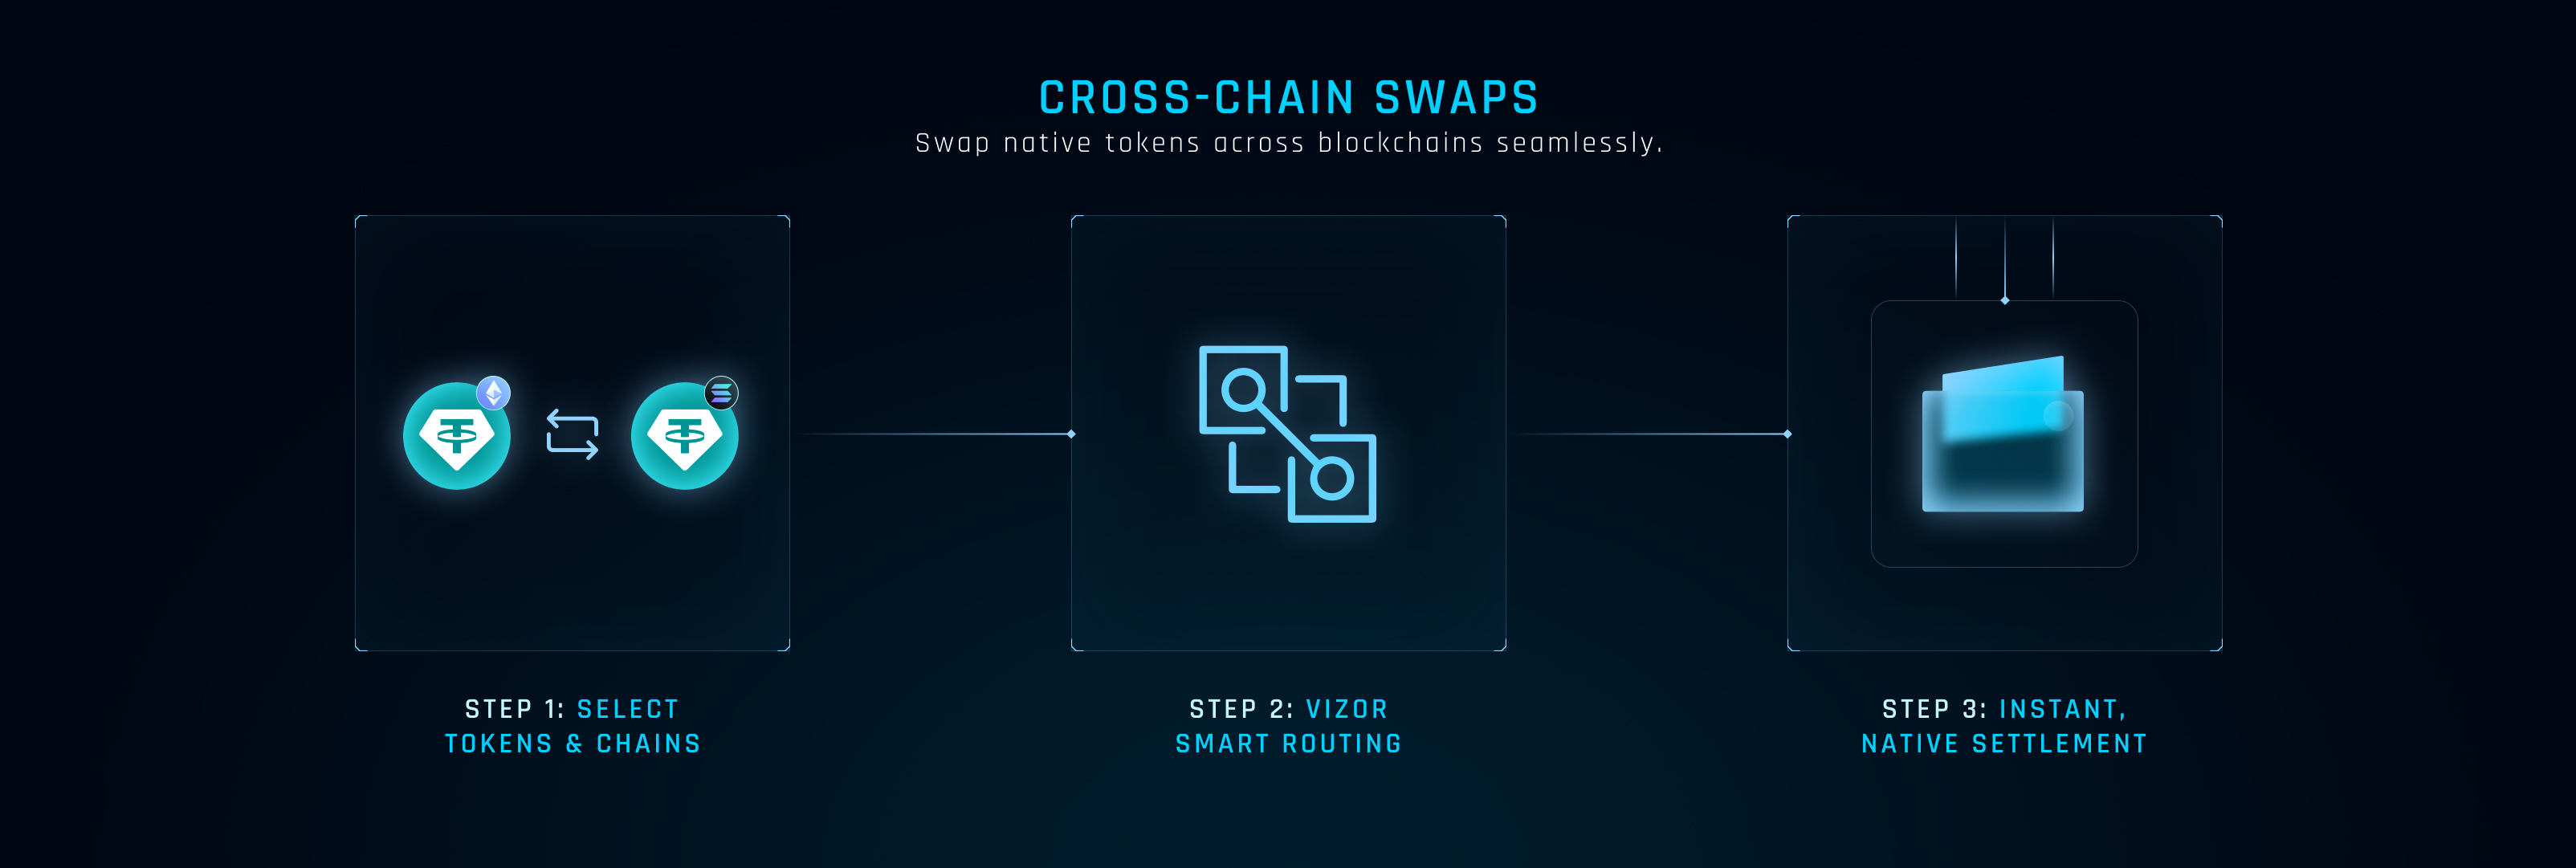 CROSS-CHAIN SWAPS
Swap native tokens across blockchains seamlessly.
STEP 1: SELECT
TOKENS & CHAINS
STEP 2: VIZOR
SMART ROUTING
STEP 3: INSTANT,
NATIVE SETTLEMENT